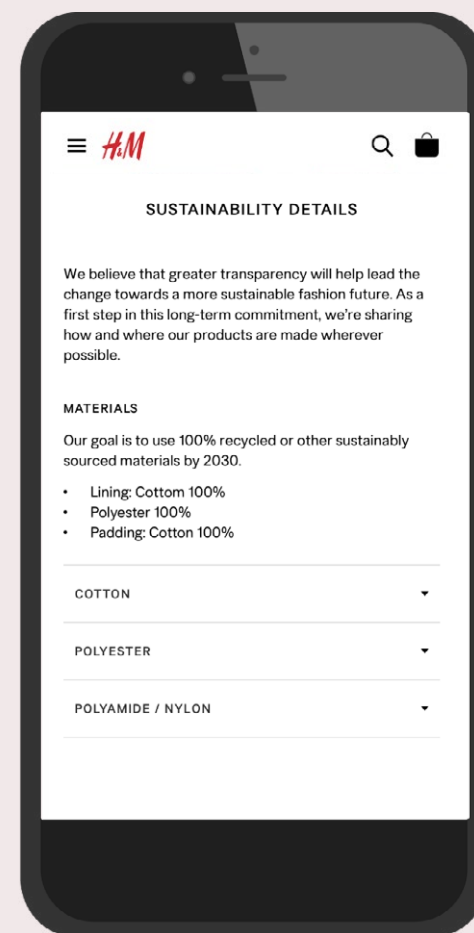 H&M
SUSTAINABILITY DETAILS
We believe that greater transparency will help lead the
change towards a more sustainable fashion future. As a
first step in this long-term commitment, we're sharing
how and where our products are made wherever
possible.
MATERIALS
Our goal is to use 100% recycled or other sustainably
sourced materials by 2030.
• Lining: Cottom 100%
• Polyester 100%
• Padding: Cotton 100%
COTTON
POLYESTER
POLYAMIDE / NYLON